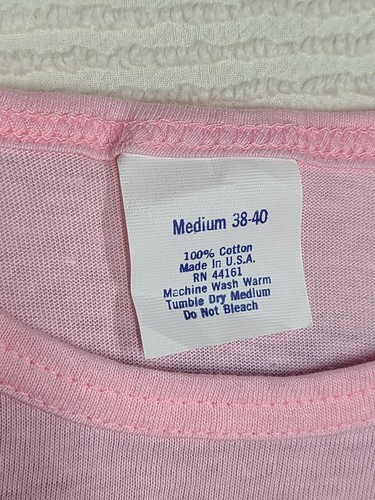 Medium 38-40
100% Cotton
Made In U.S.A.
RN 44161
Machine Wash Warm
Tumble Dry Medium
Do Not Bleach